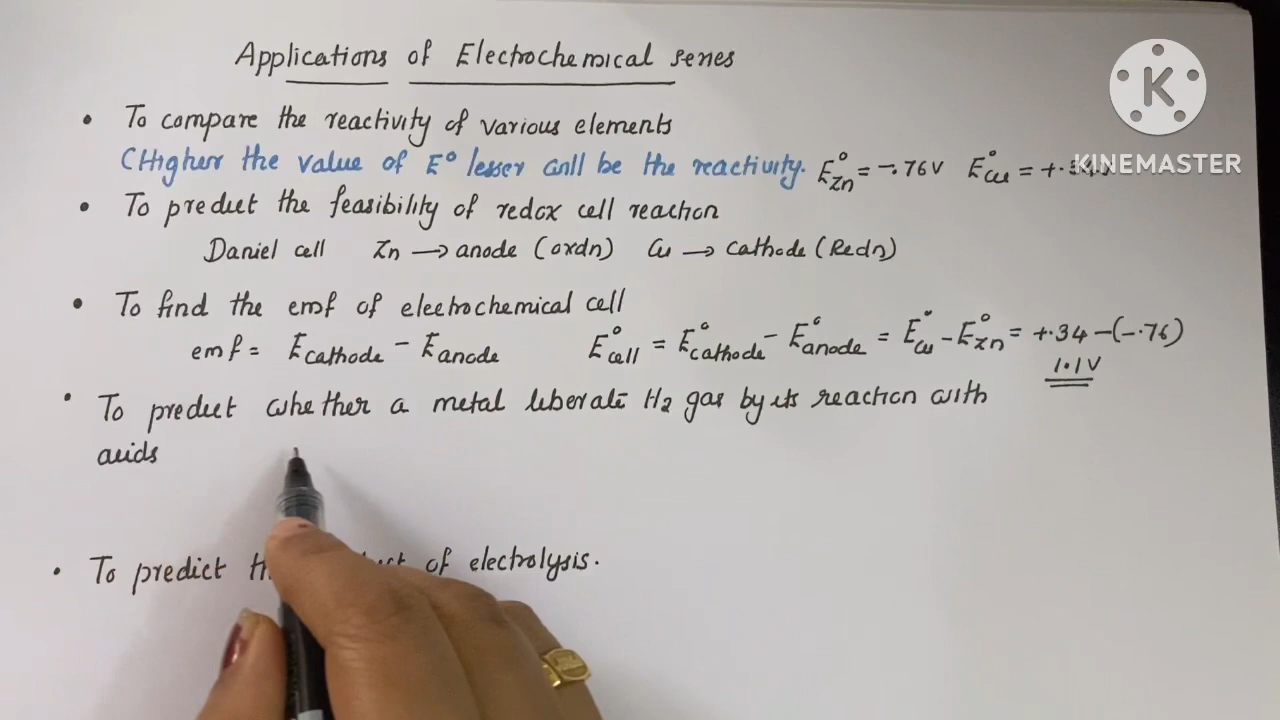 Applications of Electrochemical series
• To compare the reactivity of various elements
(Higher the value of E° lesser will be the reactivity. E°Zn = -.76V E°Cu = +.34V
KINEMASTER
• To predict the feasibility of redox cell reaction
Daniel cell Zn → anode (oxdn) Cu → cathode (Redn)
• To find the emf of electrochemical cell
emf = Ecathode - Eanode E°cell = E°cathode - E°anode = E°Cu - E°Zn = +.34 - (-.76)
1.1V
• To predict whether a metal liberate H2 gas by its reaction with
acids
• To predict of electrolysis.